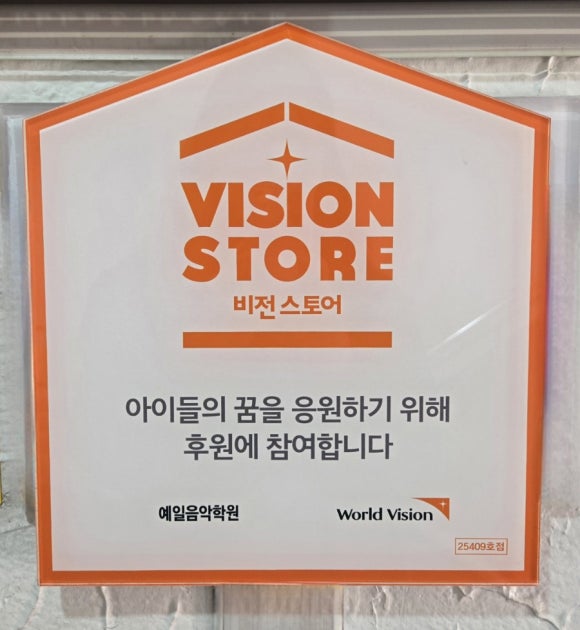 VISION
STORE
비전 스토어
아이들의 꿈을 응원하기 위해
후원에 참여합니다
예일음악학원
World Vision
25409호점